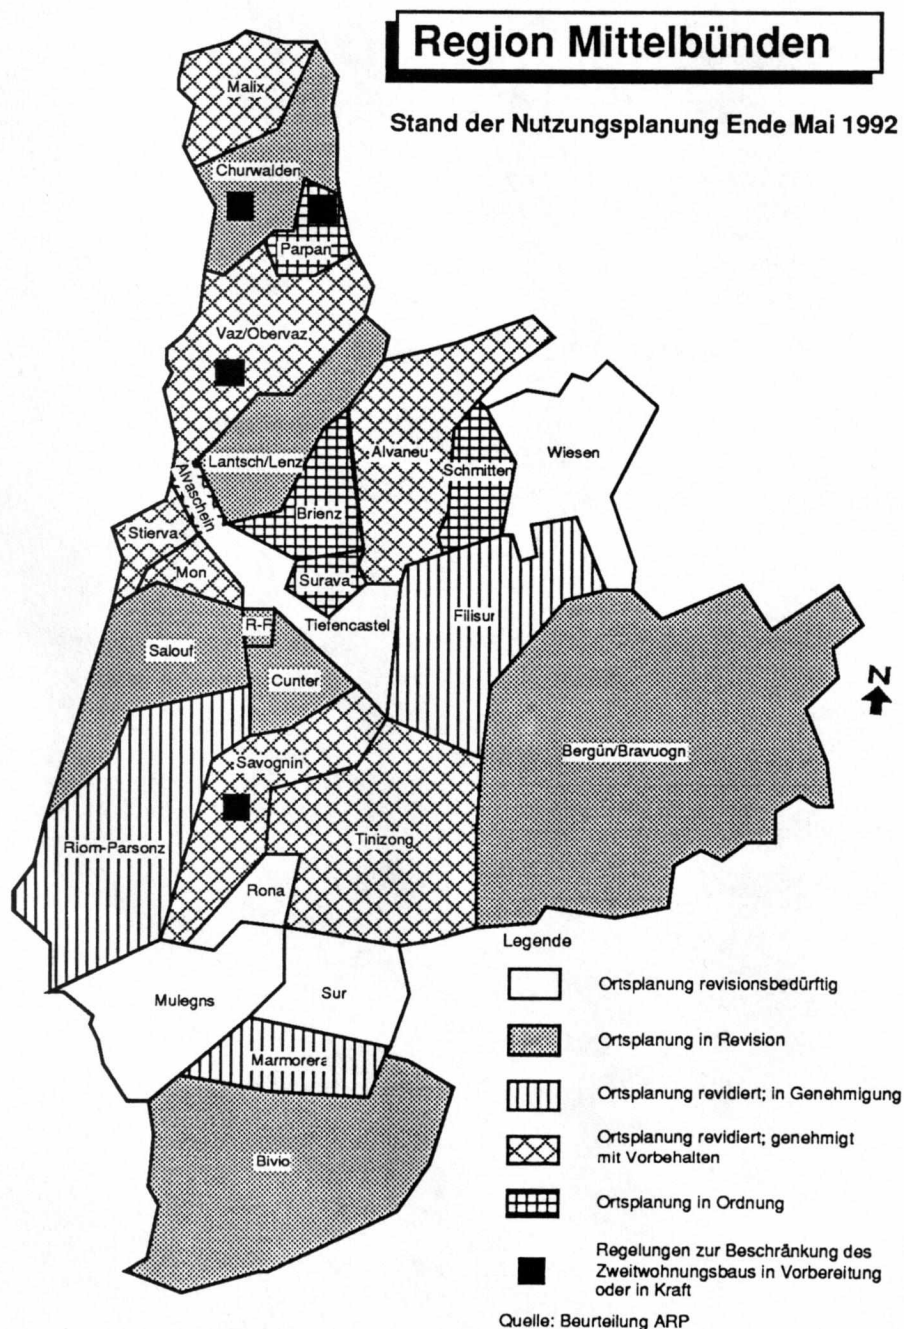 Region Mittelbünden
Stand der Nutzungsplanung Ende Mai 1992
Malix
Churwalden
Parpan
Vaz/Obervaz
Lantsch/Lenz
Alvaneu
Schmitten
Wiesen
Alvaschein
Brienz
Stierva
Mon
Surava
Tiefencastel
Filisur
R-R
Salouf
Cunter
Bergün/Bravuogn
N
Savognin
Riom-Parsonz
Tinizong
Rona
Mulegns
Sur
Marmorera
Bivio
Legende
Ortsplanung revisionsbedürftig
Ortsplanung in Revision
Ortsplanung revidiert; in Genehmigung
Ortsplanung revidiert; genehmigt
mit Vorbehalten
Ortsplanung in Ordnung
Regelungen zur Beschränkung des
Zweitwohnungsbaus in Vorbereitung
oder in Kraft
Quelle: Beurteilung ARP